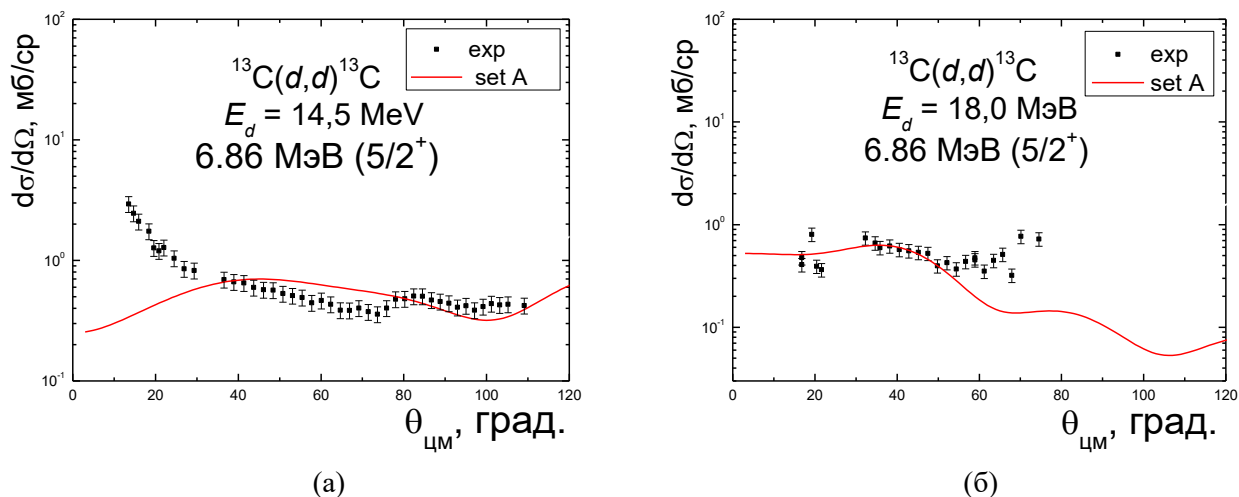 10²
10¹
10⁰
10⁻¹
dσ/dΩ, мб/ср
exp
set A
¹³C(d,d)¹³C
E_d = 14,5 MeV
6.86 МэВ (5/2⁺)
0 20 40 60 80 100 120
θ_цм, град.
(а)
10²
10¹
10⁰
10⁻¹
dσ/dΩ, мб/ср
exp
set A
¹³C(d,d)¹³C
E_d = 18,0 МэВ
6.86 МэВ (5/2⁺)
0 20 40 60 80 100 120
θ_цм, град.
(б)